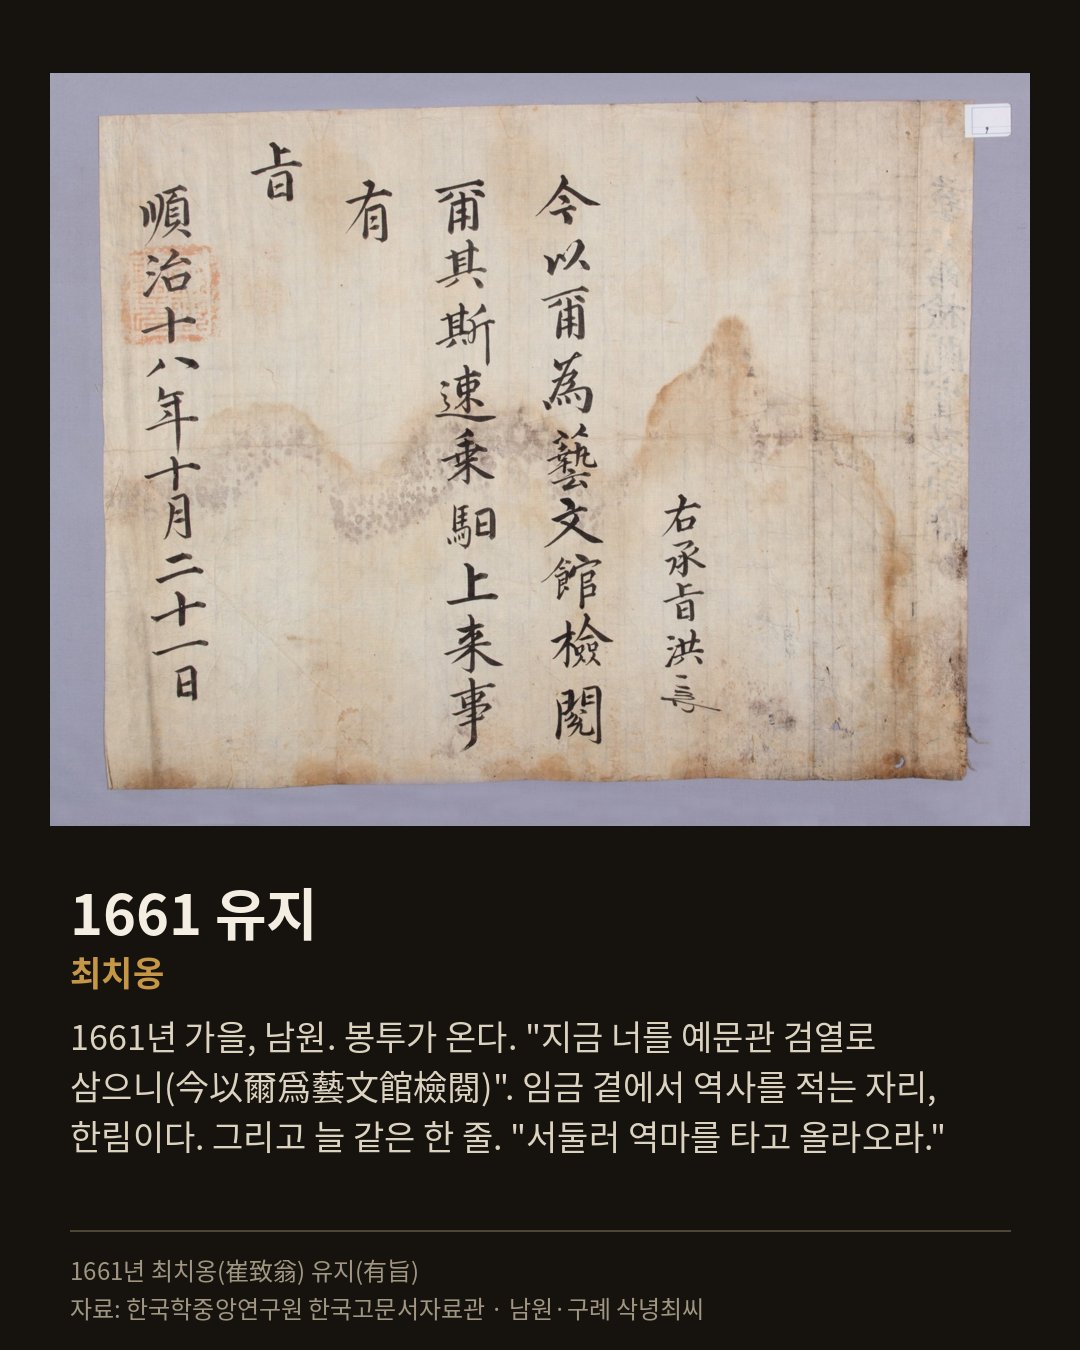 右承旨洪
今以爾為藝文館檢閱
爾其斯速乗馹上来事
有
旨
順治十八年十月二十一日
1661 유지
최치옹
1661년 가을, 남원. 봉투가 온다. "지금 너를 예문관 검열로
삼으니(今以爾爲藝文館檢閱)". 임금 곁에서 역사를 적는 자리,
한림이다. 그리고 늘 같은 한 줄. "서둘러 역마를 타고 올라오라."
1661년 최치옹(崔致翁) 유지(有旨)
자료: 한국학중앙연구원 한국고문서자료관 · 남원·구례 삭녕최씨